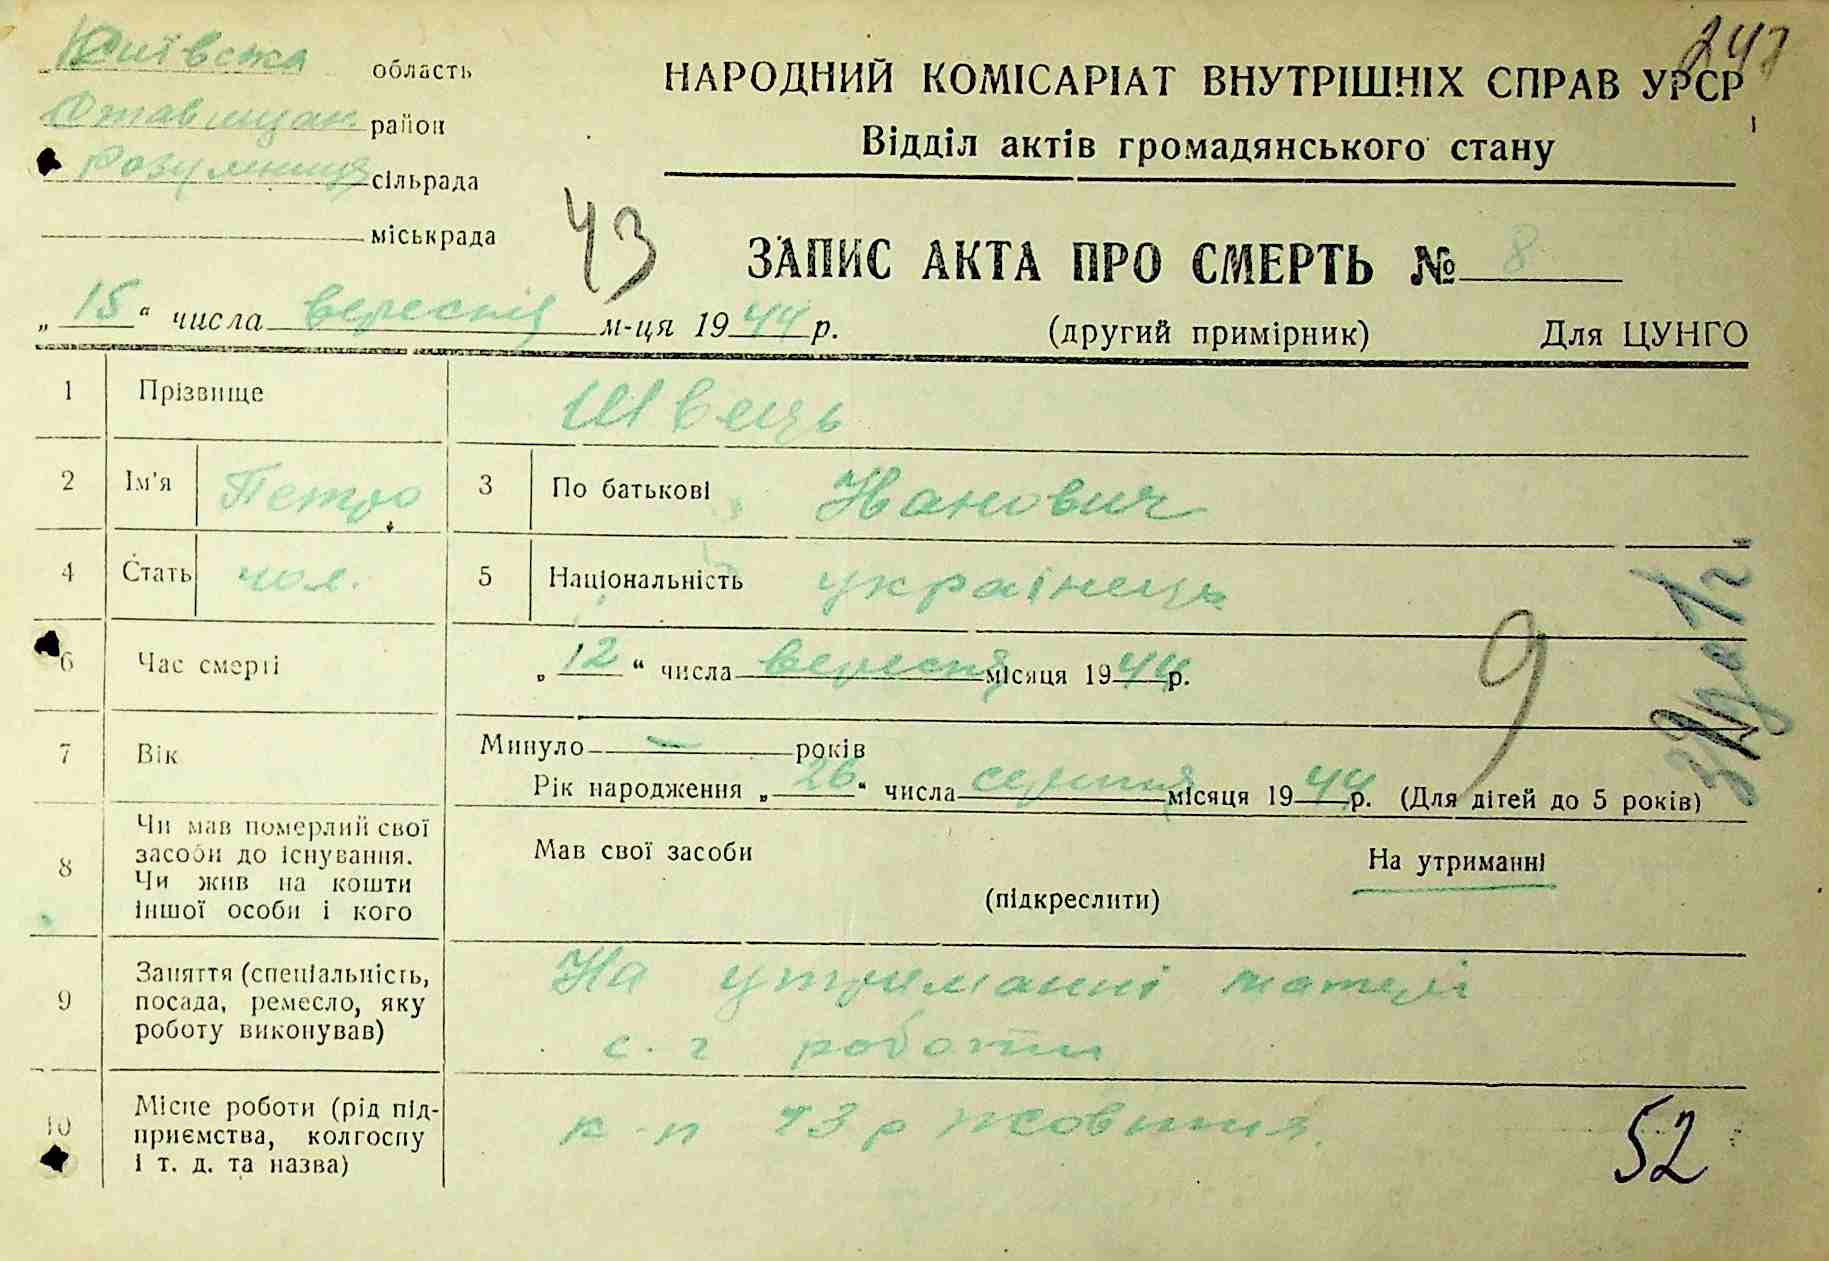 247
Київська область
НАРОДНИЙ КОМІСАРІАТ ВНУТРІШНІХ СПРАВ УРСР
Ставищан район
Відділ актів громадянського стану
Розумниця сільрада
міськрада
43
ЗАПИС АКТА ПРО СМЕРТЬ № 8
„15“ числа вересня м-ця 1944 р. (другий примірник) Для ЦУНГО
1 Прізвище Швець
2 Ім'я Петро 3 По батькові Іванович
4 Стать чол. 5 Національність українець
6 Час смерті „12“ числа вересня місяця 1944 р.
9
7 Вік Минуло — років
Рік народження „26“ числа серпня місяця 1944 р. (Для дітей до 5 років)
8 Чи мав померлий свої засоби до існування. Чи жив на кошти іншої особи і кого
Мав свої засоби На утриманні
(підкреслити)
9 Заняття (спеціальність, посада, ремесло, яку роботу виконував)
На утриманні матері
с. г роботи
10 Місце роботи (рід підприємства, колгоспу і т. д. та назва)
к-п 13 р Жовтня.
52